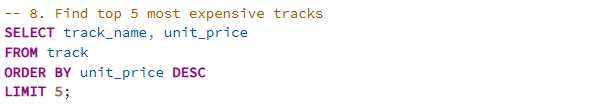 -- 8. Find top 5 most expensive tracks
SELECT track_name, unit_price
FROM track
ORDER BY unit_price DESC
LIMIT 5;